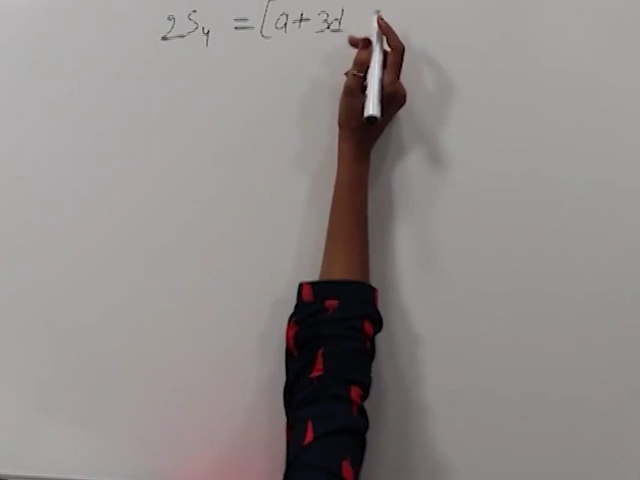 2S₄ = [a+3d